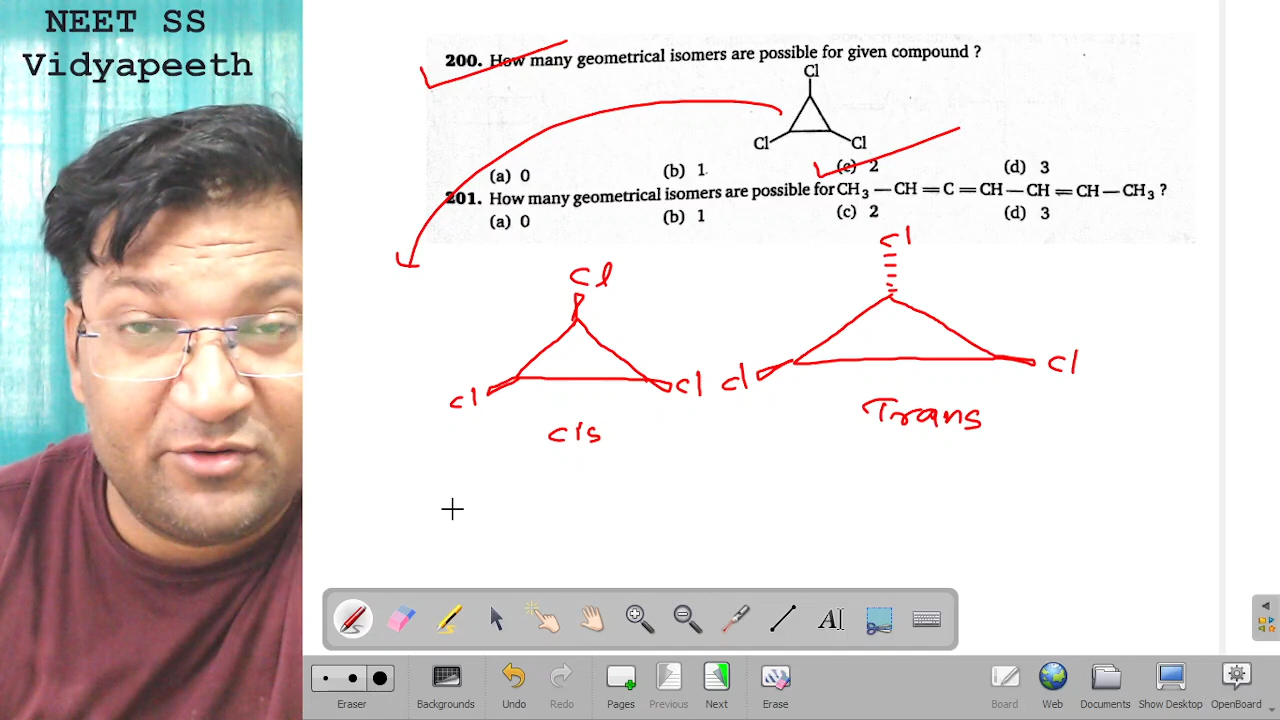 NEET SS
Vidyapeeth
200. How many geometrical isomers are possible for given compound ?
Cl
Cl Cl
(a) 0 (b) 1 (c) 2 (d) 3
201. How many geometrical isomers are possible for CH₃ — CH = C = CH — CH = CH — CH₃ ?
(a) 0 (b) 1 (c) 2 (d) 3
Cl
Cl
Cl Cl
cis
Cl
Cl
Trans
AI
Eraser
Backgrounds
Undo
Redo
Pages
Previous
Next
Erase
Board
Web
Documents
Show Desktop
OpenBoard